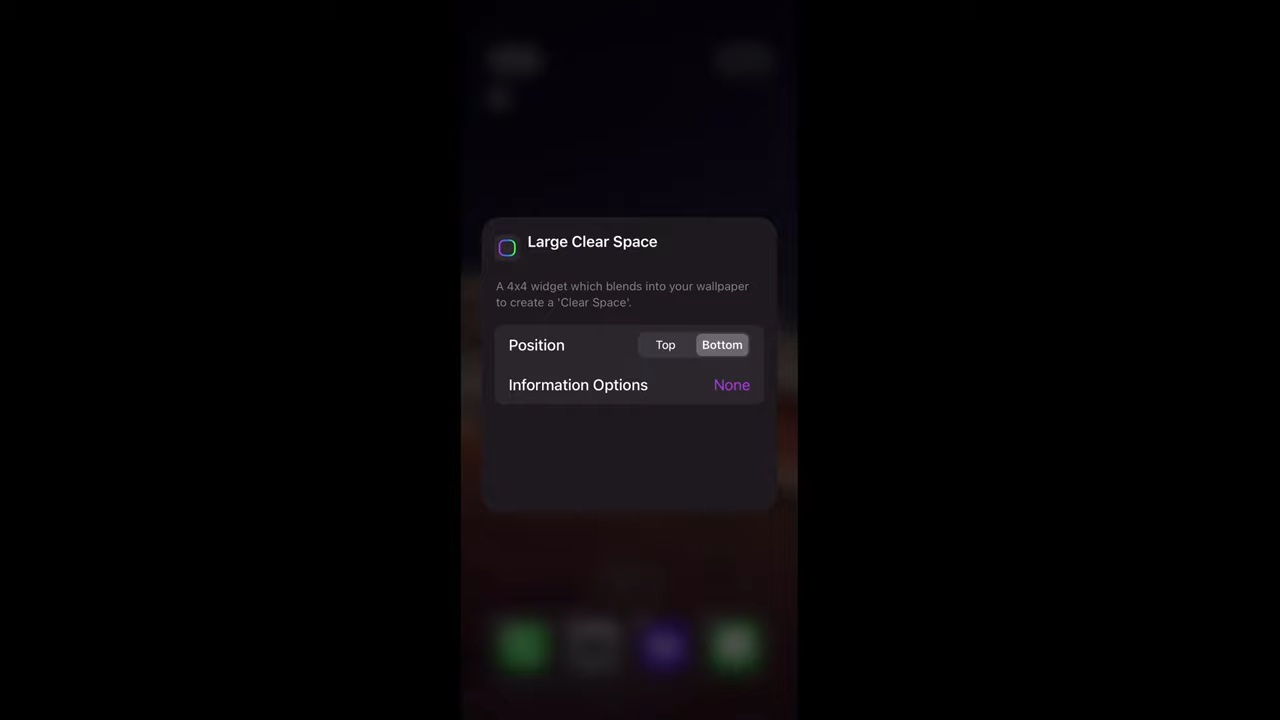 Large Clear Space
A 4x4 widget which blends into your wallpaper
to create a 'Clear Space'.
Position Top Bottom
Information Options None